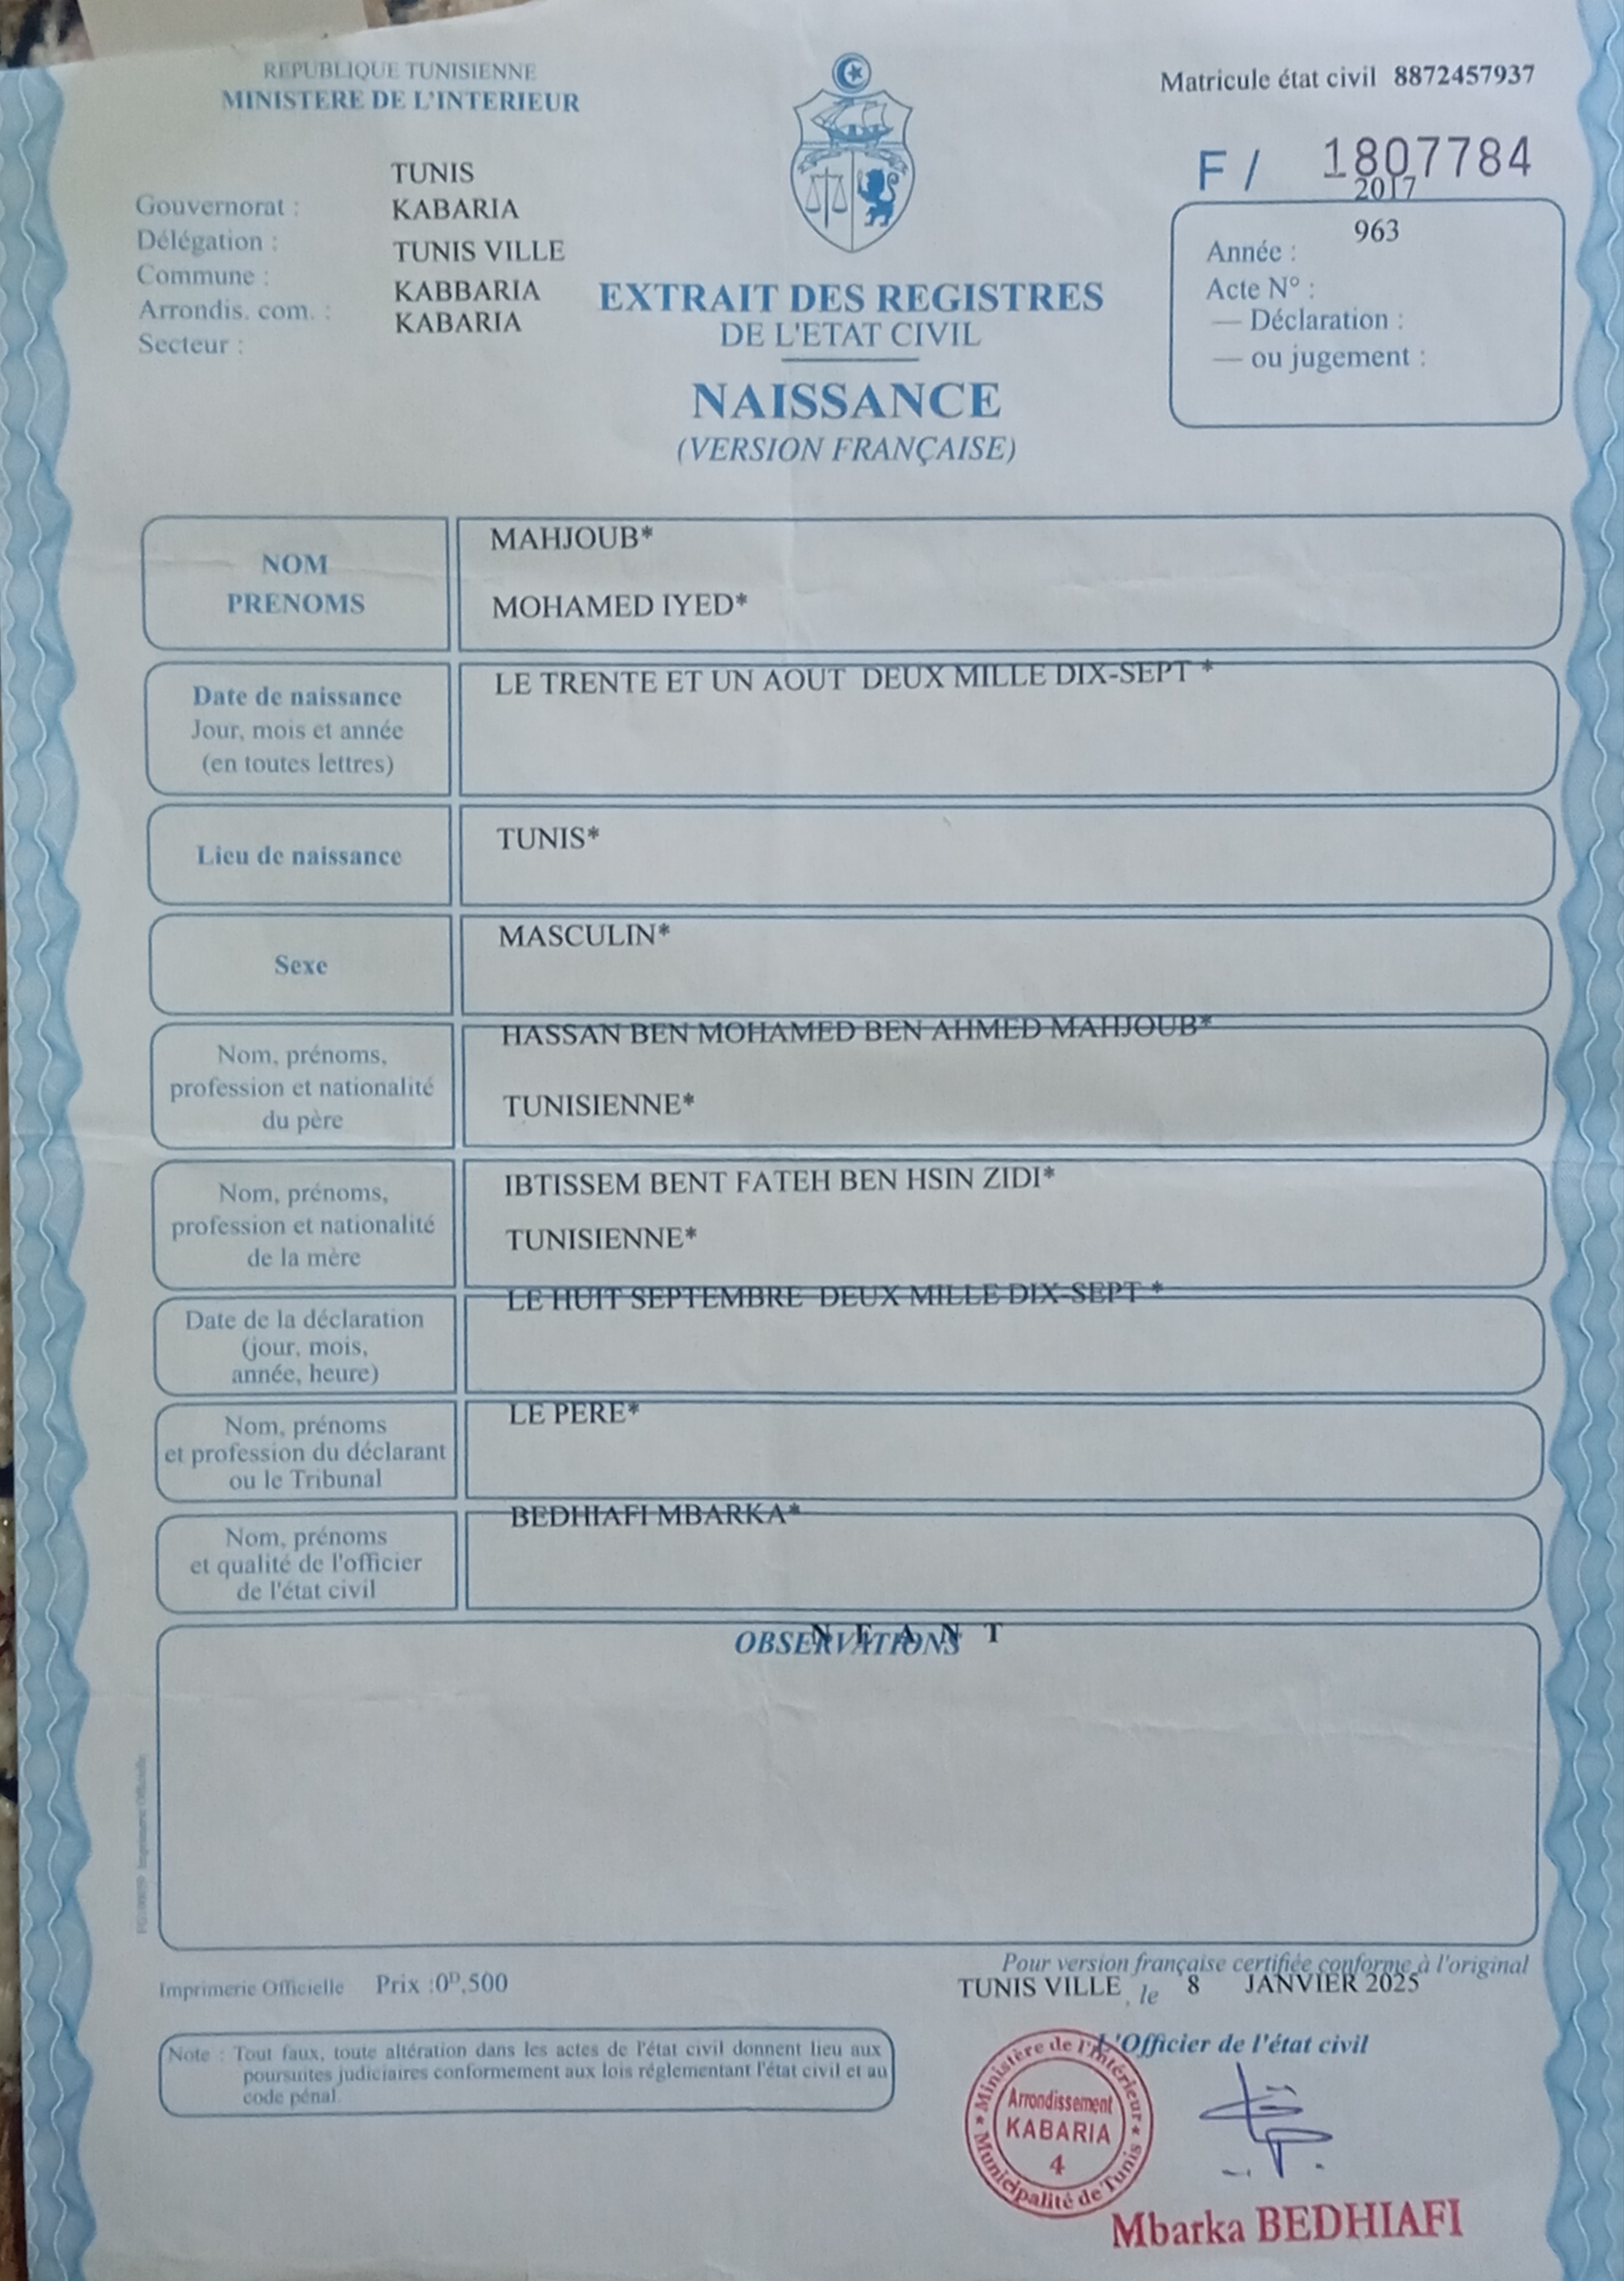 REPUBLIQUE TUNISIENNE
MINISTERE DE L'INTERIEUR
Matricule état civil 8872457937
F / 1807784
TUNIS
Gouvernorat :
KABARIA
Délégation :
TUNIS VILLE
Commune :
KABBARIA
Arrondis. com. :
KABARIA
Secteur :
2017
963
Année :
Acte N° :
— Déclaration :
— ou jugement :
EXTRAIT DES REGISTRES
DE L'ETAT CIVIL
NAISSANCE
(VERSION FRANÇAISE)
NOM
PRENOMS
MAHJOUB*
MOHAMED IYED*
Date de naissance
Jour, mois et année
(en toutes lettres)
LE TRENTE ET UN AOUT DEUX MILLE DIX-SEPT *
Lieu de naissance
TUNIS*
Sexe
MASCULIN*
Nom, prénoms,
profession et nationalité
du père
HASSAN BEN MOHAMED BEN AHMED MAHJOUB*
TUNISIENNE*
Nom, prénoms,
profession et nationalité
de la mère
IBTISSEM BENT FATEH BEN HSIN ZIDI*
TUNISIENNE*
Date de la déclaration
(jour, mois,
année, heure)
LE HUIT SEPTEMBRE DEUX MILLE DIX-SEPT *
Nom, prénoms
et profession du déclarant
ou le Tribunal
LE PERE*
Nom, prénoms
et qualité de l'officier
de l'état civil
BEDHIAFI MBARKA*
OBSERVATIONS
N E A N T
Imprimerie Officielle
Imprimerie Officielle Prix :0ᴰ,500
Pour version française certifiée conforme à l'original
TUNIS VILLE , le 8 JANVIER 2025
L'Officier de l'état civil
Note : Tout faux, toute altération dans les actes de l'état civil donnent lieu aux
poursuites judiciaires conformement aux lois réglementant l'état civil et au
code pénal.
Ministère de l'Intérieur
Arrondissement
KABARIA
4
Municipalité de Tunis
Mbarka BEDHIAFI